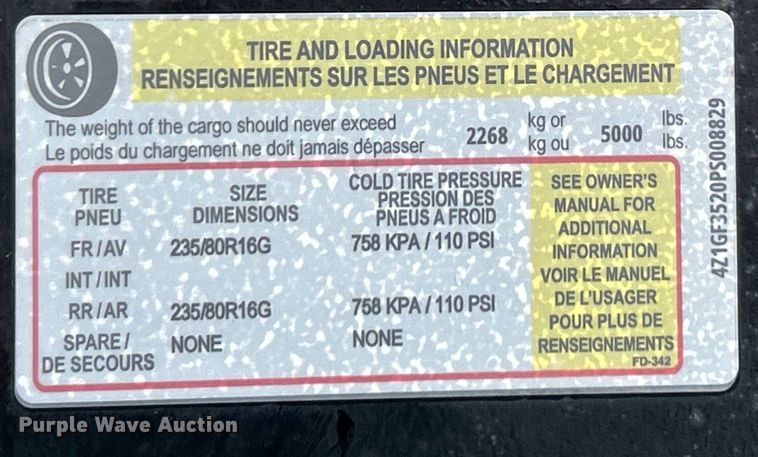 TIRE AND LOADING INFORMATION
RENSEIGNEMENTS SUR LES PNEUS ET LE CHARGEMENT
The weight of the cargo should never exceed 2268 kg or 5000 lbs.
Le poids du chargement ne doit jamais dépasser kg ou lbs.
TIRE PNEU
SIZE DIMENSIONS
COLD TIRE PRESSURE
PRESSION DES
PNEUS A FROID
FR / AV 235/80R16G 758 KPA / 110 PSI
INT / INT
RR / AR 235/80R16G 758 KPA / 110 PSI
SPARE / DE SECOURS NONE NONE
SEE OWNER'S
MANUAL FOR
ADDITIONAL
INFORMATION
VOIR LE MANUEL
DE L'USAGER
POUR PLUS DE
RENSEIGNEMENTS
FD-342
4Z1GF3520PS008829
Purple Wave Auction